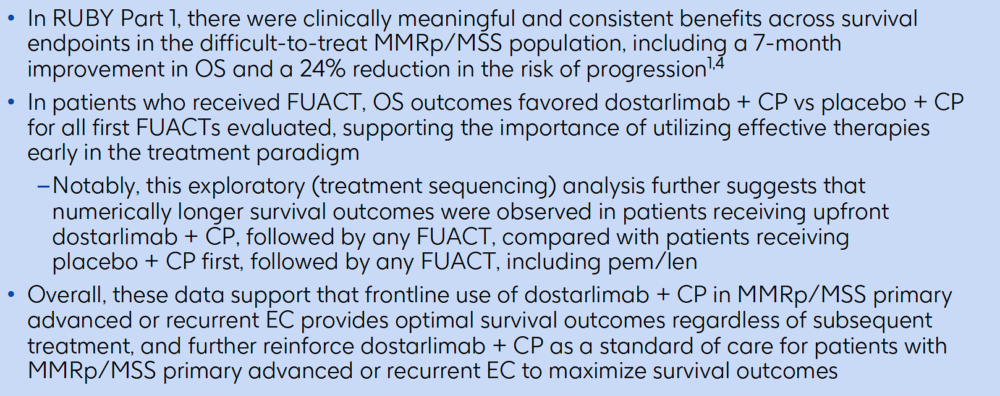 • In RUBY Part 1, there were clinically meaningful and consistent benefits across survival
endpoints in the difficult-to-treat MMRp/MSS population, including a 7-month
improvement in OS and a 24% reduction in the risk of progression1,4
• In patients who received FUACT, OS outcomes favored dostarlimab + CP vs placebo + CP
for all first FUACTs evaluated, supporting the importance of utilizing effective therapies
early in the treatment paradigm
–Notably, this exploratory (treatment sequencing) analysis further suggests that
numerically longer survival outcomes were observed in patients receiving upfront
dostarlimab + CP, followed by any FUACT, compared with patients receiving
placebo + CP first, followed by any FUACT, including pem/len
• Overall, these data support that frontline use of dostarlimab + CP in MMRp/MSS primary
advanced or recurrent EC provides optimal survival outcomes regardless of subsequent
treatment, and further reinforce dostarlimab + CP as a standard of care for patients with
MMRp/MSS primary advanced or recurrent EC to maximize survival outcomes